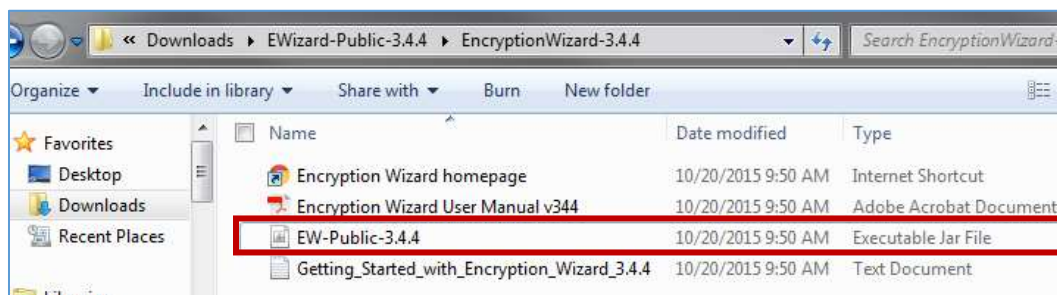 « Downloads ▸ EWizard-Public-3.4.4 ▸ EncryptionWizard-3.4.4 Search EncryptionWizard-
Organize Include in library Share with Burn New folder
Name Date modified Type
Favorites
Desktop Encryption Wizard homepage 10/20/2015 9:50 AM Internet Shortcut
Downloads Encryption Wizard User Manual v344 10/20/2015 9:50 AM Adobe Acrobat Document
Recent Places EW-Public-3.4.4 10/20/2015 9:50 AM Executable Jar File
Getting_Started_with_Encryption_Wizard_3.4.4 10/20/2015 9:50 AM Text Document